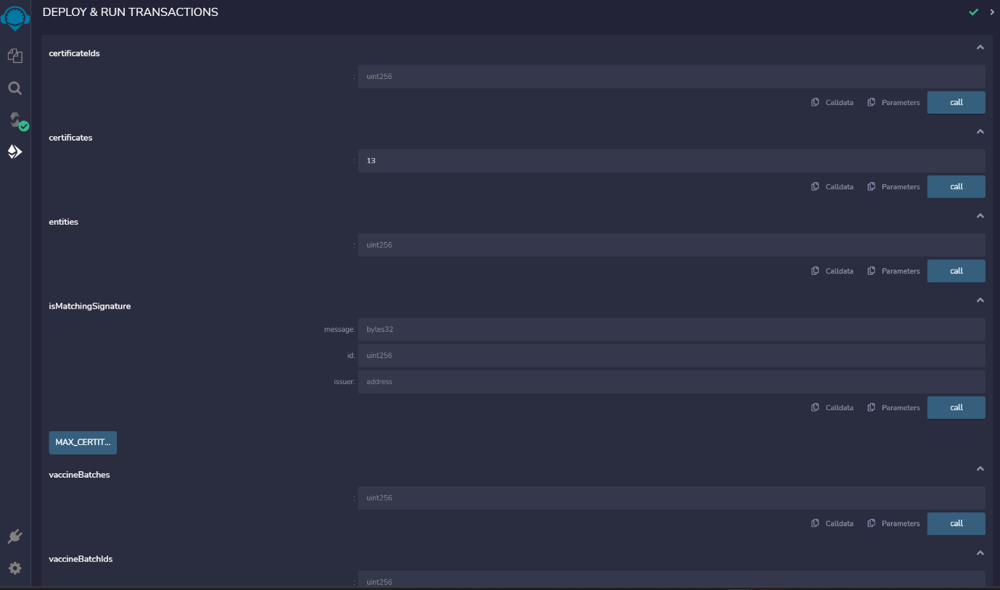 DEPLOY & RUN TRANSACTIONS
certificateIds
: uint256
Calldata Parameters call
certificates
: 13
Calldata Parameters call
entities
: uint256
Calldata Parameters call
isMatchingSignature
message: bytes32
id: uint256
issuer: address
Calldata Parameters call
MAX_CERTIT...
vaccineBatches
: uint256
Calldata Parameters call
vaccineBatchIds
: uint256